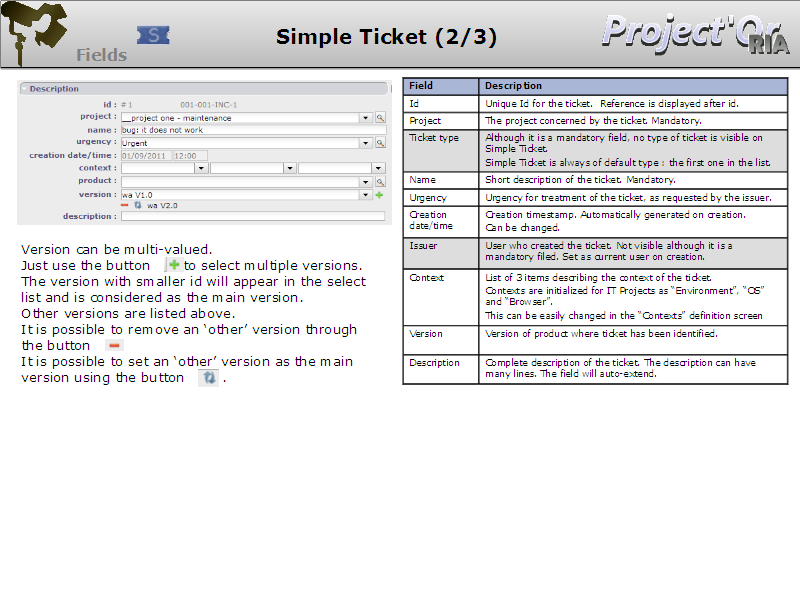 Fields
S
Simple Ticket (2/3)
Project'Or
RIA
Description
id : # 1 001-001-INC-1
project : __project one - maintenance
name : bug: it does not work
urgency : Urgent
creation date/time : 01/09/2011 12:00
context :
product :
version : wa V1.0
wa V2.0
description :
Version can be multi-valued.
Just use the button to select multiple versions.
The version with smaller id will appear in the select
list and is considered as the main version.
Other versions are listed above.
It is possible to remove an ‘other’ version through
the button
It is possible to set an ‘other’ version as the main
version using the button .
Field Description
Id Unique Id for the ticket. Reference is displayed after id.
Project The project concerned by the ticket. Mandatory.
Ticket type Although it is a mandatory field, no type of ticket is visible on
Simple Ticket.
Simple Ticket is always of default type : the first one in the list.
Name Short description of the ticket. Mandatory.
Urgency Urgency for treatment of the ticket, as requested by the issuer.
Creation Creation timestamp. Automatically generated on creation.
date/time Can be changed.
Issuer User who created the ticket. Not visible although it is a
mandatory filed. Set as current user on creation.
Context List of 3 items describing the context of the ticket.
Contexts are initialized for IT Projects as “Environment”, “OS”
and “Browser”.
This can be easily changed in the “Contexts” definition screen
Version Version of product where ticket has been identified.
Description Complete description of the ticket. The description can have
many lines. The field will auto-extend.